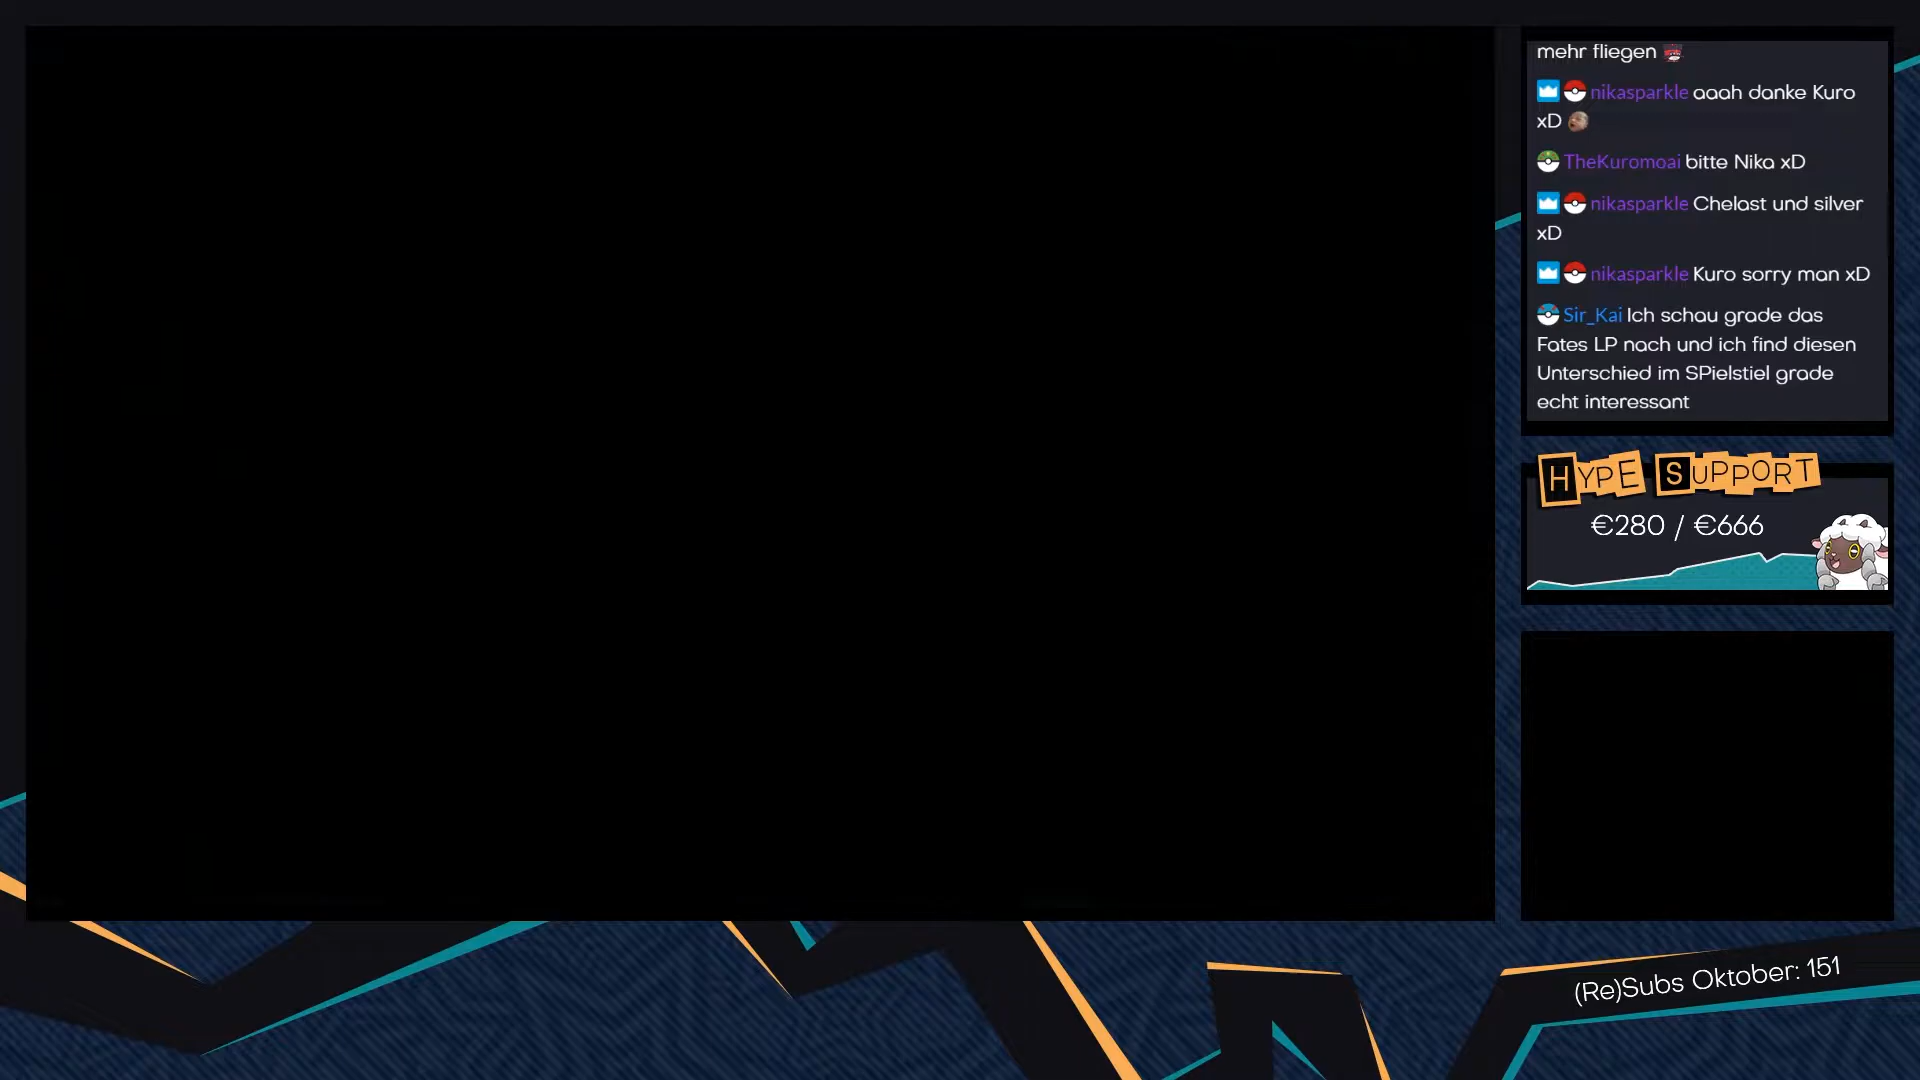 mehr fliegen
nikasparkle aaah danke Kuro
xD
TheKuromoai bitte Nika xD
nikasparkle Chelast und silver
xD
nikasparkle Kuro sorry man xD
Sir_Kai Ich schau grade das
Fates LP nach und ich find diesen
Unterschied im SPielstiel grade
echt interessant
HYPE SUPPORT
€280 / €666
(Re)Subs Oktober: 151